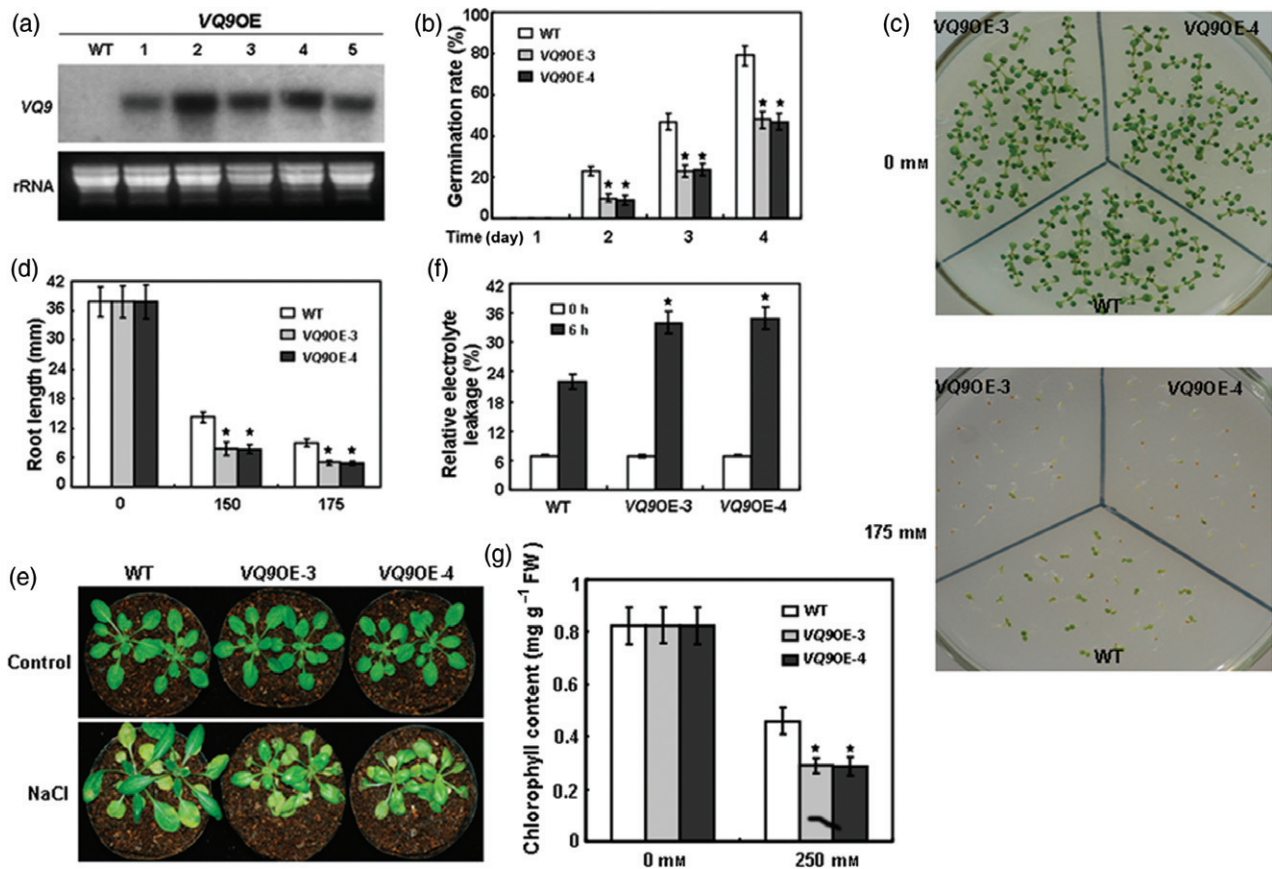 (a)
VQ9OE
WT 1 2 3 4 5
VQ9
rRNA
(b)
Germination rate (%)
100
80
60
40
20
0
WT
VQ9OE-3
VQ9OE-4
Time (day) 1 2 3 4
(c)
VQ9OE-3 VQ9OE-4
0 mM
WT
VQ9OE-3 VQ9OE-4
175 mM
WT
(d)
Root length (mm)
42
36
30
24
18
12
6
0
WT
VQ9OE-3
VQ9OE-4
0 150 175
(f)
Relative electrolyte
leakage (%)
42
36
30
24
18
12
6
0
0 h
6 h
WT VQ9OE-3 VQ9OE-4
(e)
WT VQ9OE-3 VQ9OE-4
Control
NaCl
(g)
Chlorophyll content (mg g⁻¹ FW)
1
0.8
0.6
0.4
0.2
0
WT
VQ9OE-3
VQ9OE-4
0 mM 250 mM